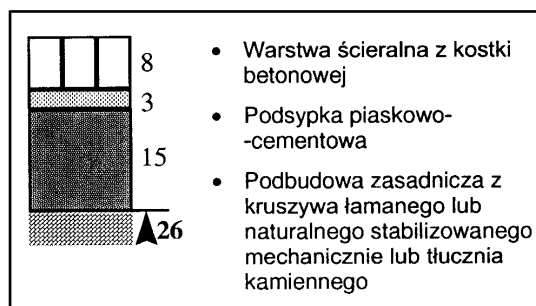 8
3
15
26
• Warstwa ścieralna z kostki
betonowej
• Podsypka piaskowo-
-cementowa
• Podbudowa zasadnicza z
kruszywa łamanego lub
naturalnego stabilizowanego
mechanicznie lub tłucznia
kamiennego